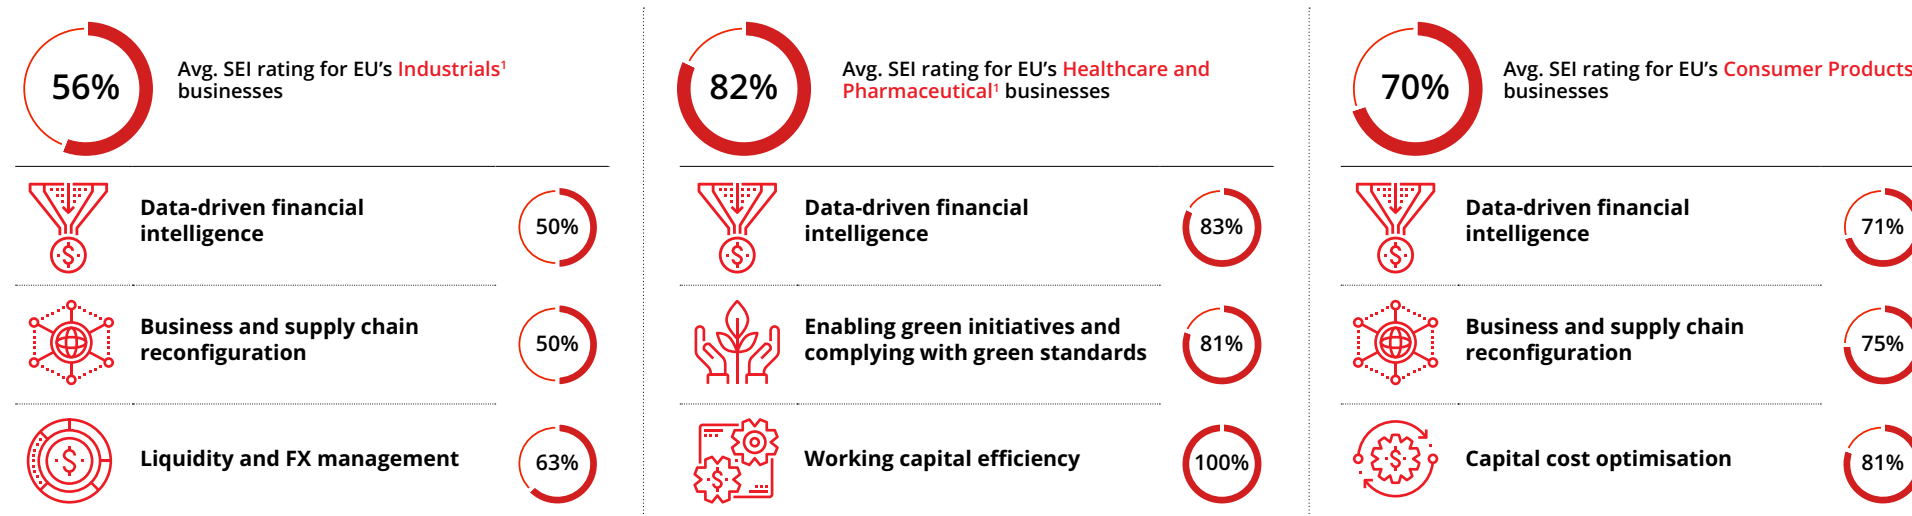 56%
Avg. SEI rating for EU's Industrials¹
businesses
Data-driven financial
intelligence
50%
Business and supply chain
reconfiguration
50%
Liquidity and FX management
63%
82%
Avg. SEI rating for EU's Healthcare and
Pharmaceutical¹ businesses
Data-driven financial
intelligence
83%
Enabling green initiatives and
complying with green standards
81%
Working capital efficiency
100%
70%
Avg. SEI rating for EU's Consumer Products
businesses
Data-driven financial
intelligence
71%
Business and supply chain
reconfiguration
75%
Capital cost optimisation
81%